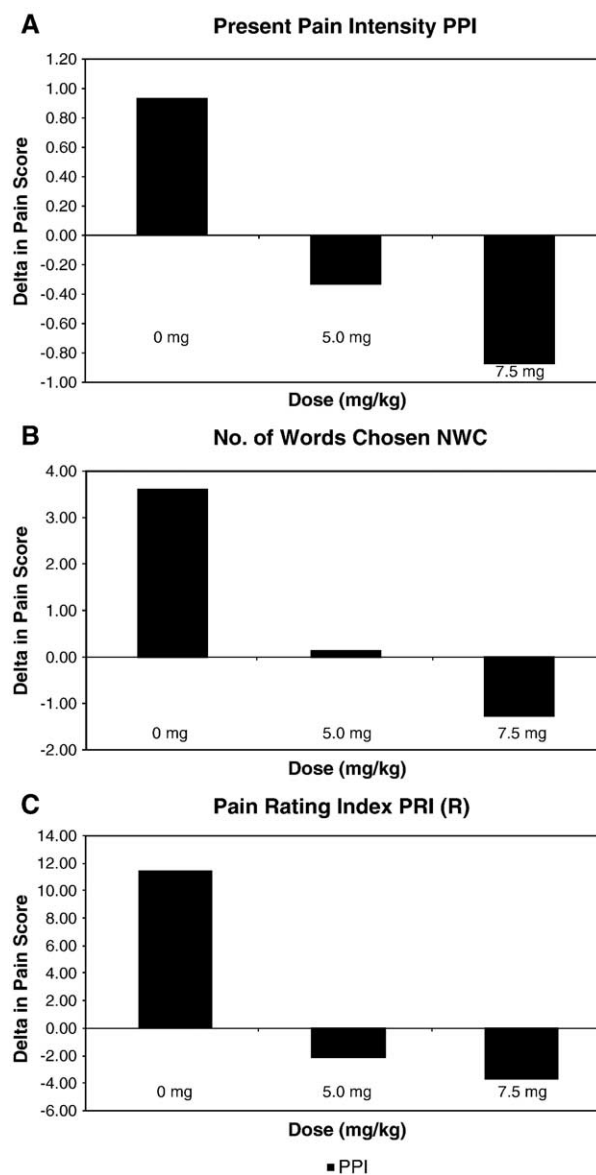 A
Present Pain Intensity PPI
1.20
1.00
0.80
0.60
0.40
0.20
0.00
-0.20
-0.40
-0.60
-0.80
-1.00
Delta in Pain Score
0 mg
5.0 mg
7.5 mg
Dose (mg/kg)
B
No. of Words Chosen NWC
4.00
3.00
2.00
1.00
0.00
-1.00
-2.00
Delta in Pain Score
0 mg
5.0 mg
7.5 mg
Dose (mg/kg)
C
Pain Rating Index PRI (R)
14.00
12.00
10.00
8.00
6.00
4.00
2.00
0.00
-2.00
-4.00
-6.00
Delta in Pain Score
0 mg
5.0 mg
7.5 mg
Dose (mg/kg)
PPI